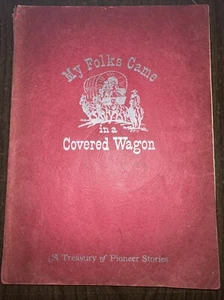 My Folks Came
in a
Covered Wagon
A Treasury of Pioneer Stories